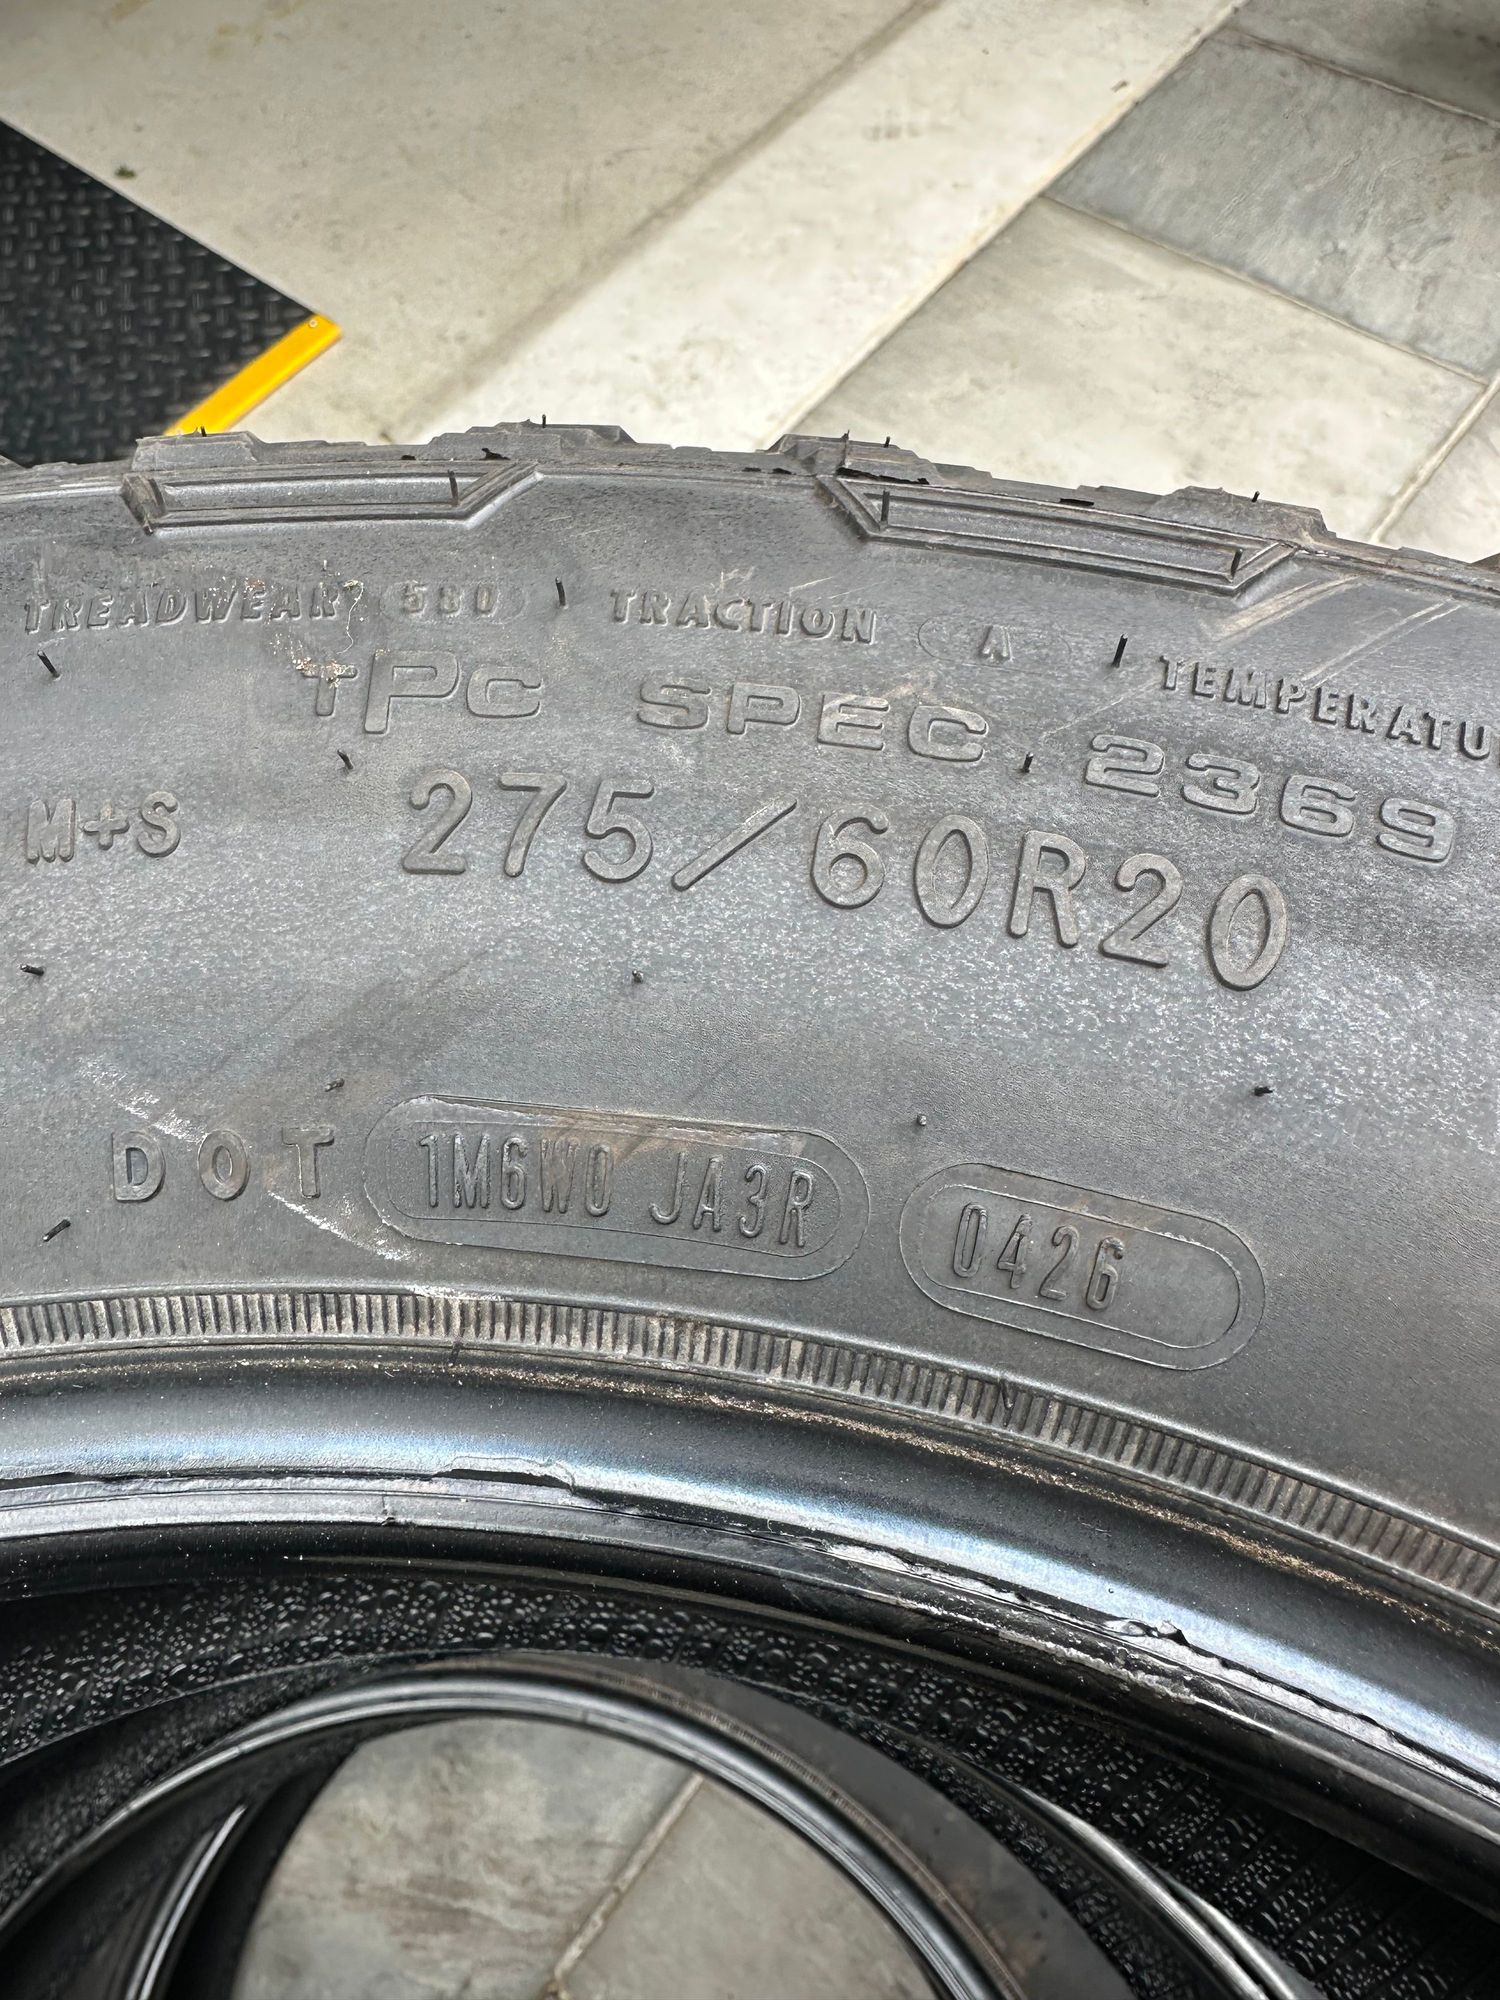 TREADWEAR 580 TRACTION A TEMPERATU
TPC SPEC 2369
M+S 275/60R20
DOT 1M6W0 JA3R 0426